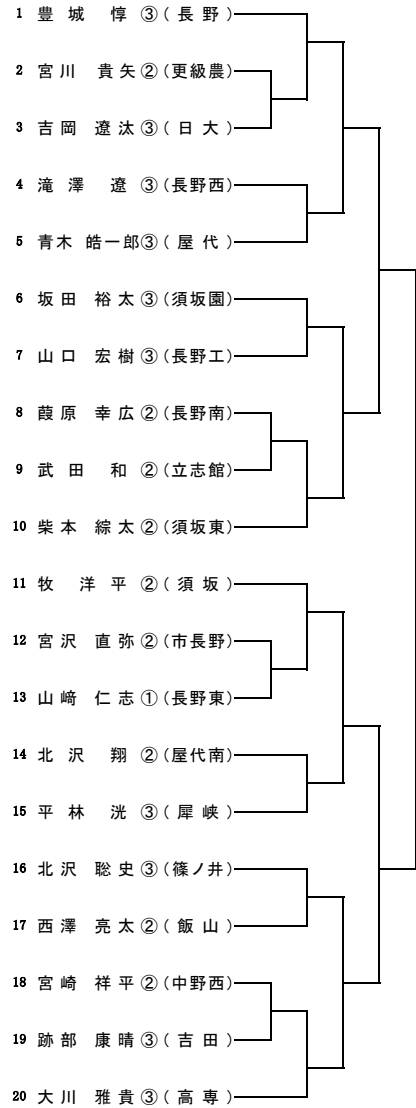 1 豊城 惇 ③ (長野)
2 宮川 貴矢 ② (更級農)
3 吉岡 遼汰 ③ (日大)
4 滝澤 遼 ③ (長野西)
5 青木 皓一郎 ③ (屋代)
6 坂田 裕太 ③ (須坂園)
7 山口 宏樹 ③ (長野工)
8 葭原 幸広 ② (長野南)
9 武田 和 ② (立志館)
10 柴本 綜太 ② (須坂東)
11 牧 洋平 ② (須坂)
12 宮沢 直弥 ② (市長野)
13 山﨑 仁志 ① (長野東)
14 北沢 翔 ② (屋代南)
15 平林 洸 ③ (犀峡)
16 北沢 聡史 ③ (篠ノ井)
17 西澤 亮太 ② (飯山)
18 宮崎 祥平 ② (中野西)
19 跡部 康晴 ③ (吉田)
20 大川 雅貴 ③ (高専)